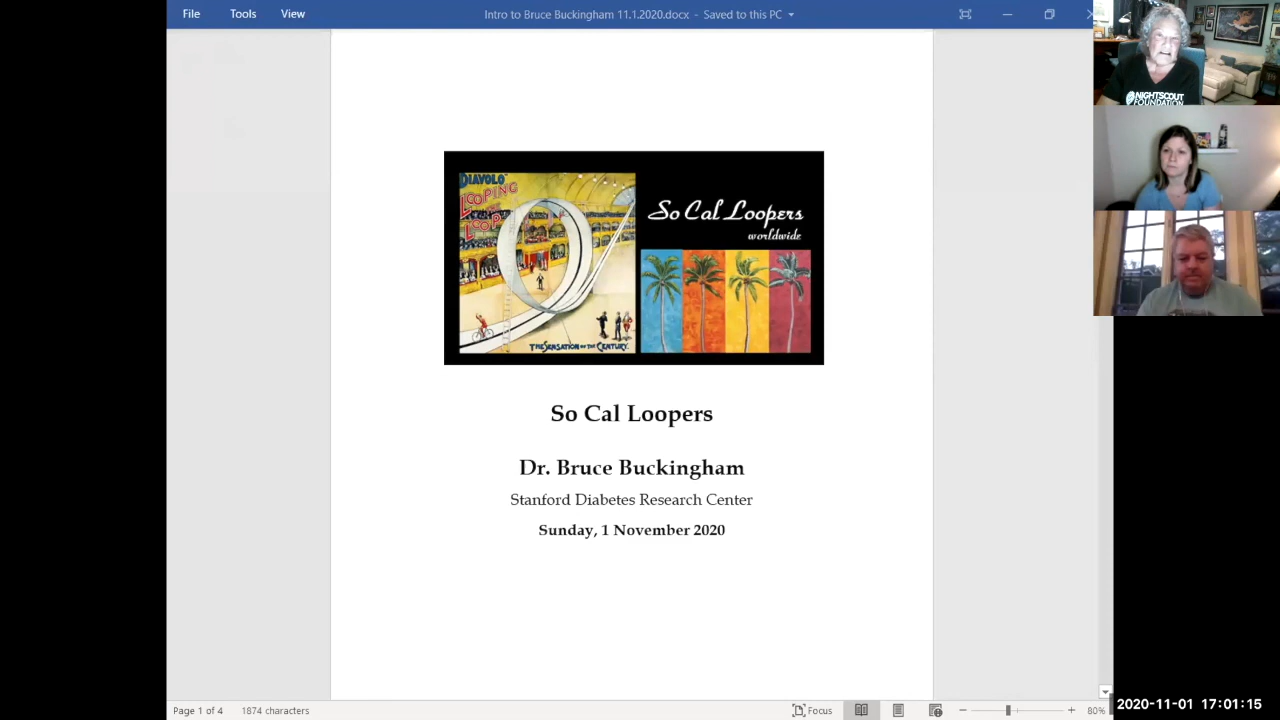 File Tools View Intro to Bruce Buckingham 11.1.2020.docx - Saved to this PC
NIGHTSCOUT
FOUNDATION
DIAVOLO
LOOPING
THE
LOOP
THE SENSATION OF THE CENTURY.
So Cal Loopers
worldwide
So Cal Loopers
Dr. Bruce Buckingham
Stanford Diabetes Research Center
Sunday, 1 November 2020
Page 1 of 4 1874 characters Focus 80%
2020-11-01 17:01:15